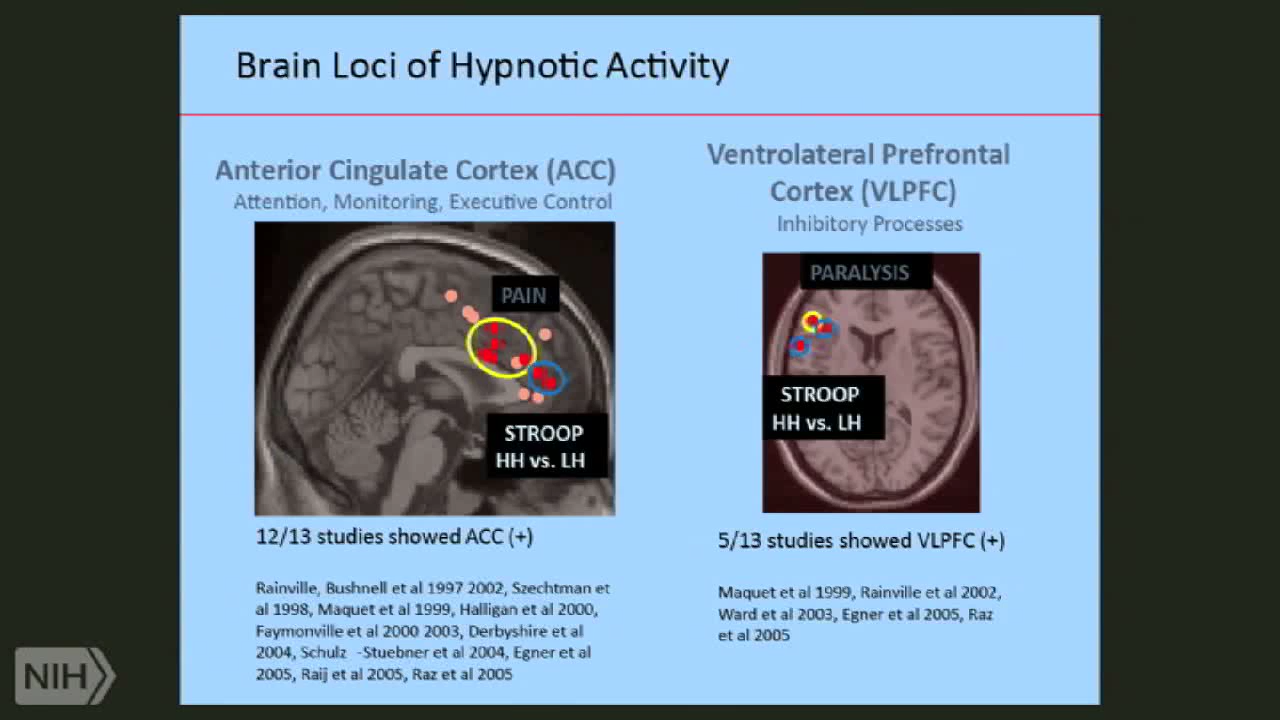 Brain Loci of Hypnotic Activity
Anterior Cingulate Cortex (ACC)
Attention, Monitoring, Executive Control
PAIN
STROOP
HH vs. LH
12/13 studies showed ACC (+)
Rainville, Bushnell et al 1997 2002, Szechtman et
al 1998, Maquet et al 1999, Halligan et al 2000,
Faymonville et al 2000 2003, Derbyshire et al
2004, Schulz -Stuebner et al 2004, Egner et al
2005, Raij et al 2005, Raz et al 2005
Ventrolateral Prefrontal
Cortex (VLPFC)
Inhibitory Processes
PARALYSIS
STROOP
HH vs. LH
5/13 studies showed VLPFC (+)
Maquet et al 1999, Rainville et al 2002,
Ward et al 2003, Egner et al 2005, Raz
et al 2005
NIH